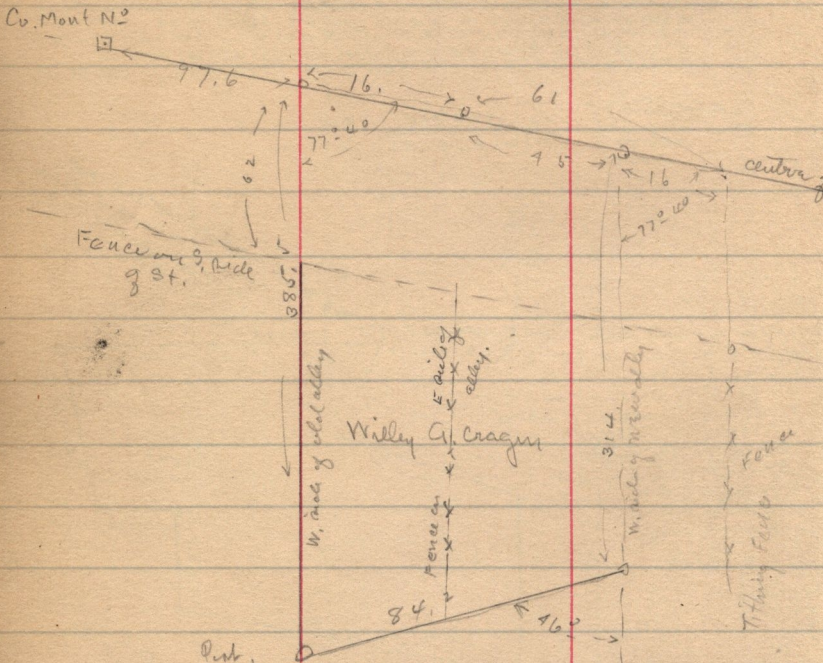 Co. Mont No
97.6
16.
61
77° 40
45
16
77° 40
62
Fence on S. side
of St.
385.5
E side of
alley.
W. side of old alley
Willey G. Cragun
314
W. side of new alley
Fence
Fence on
84.
46°